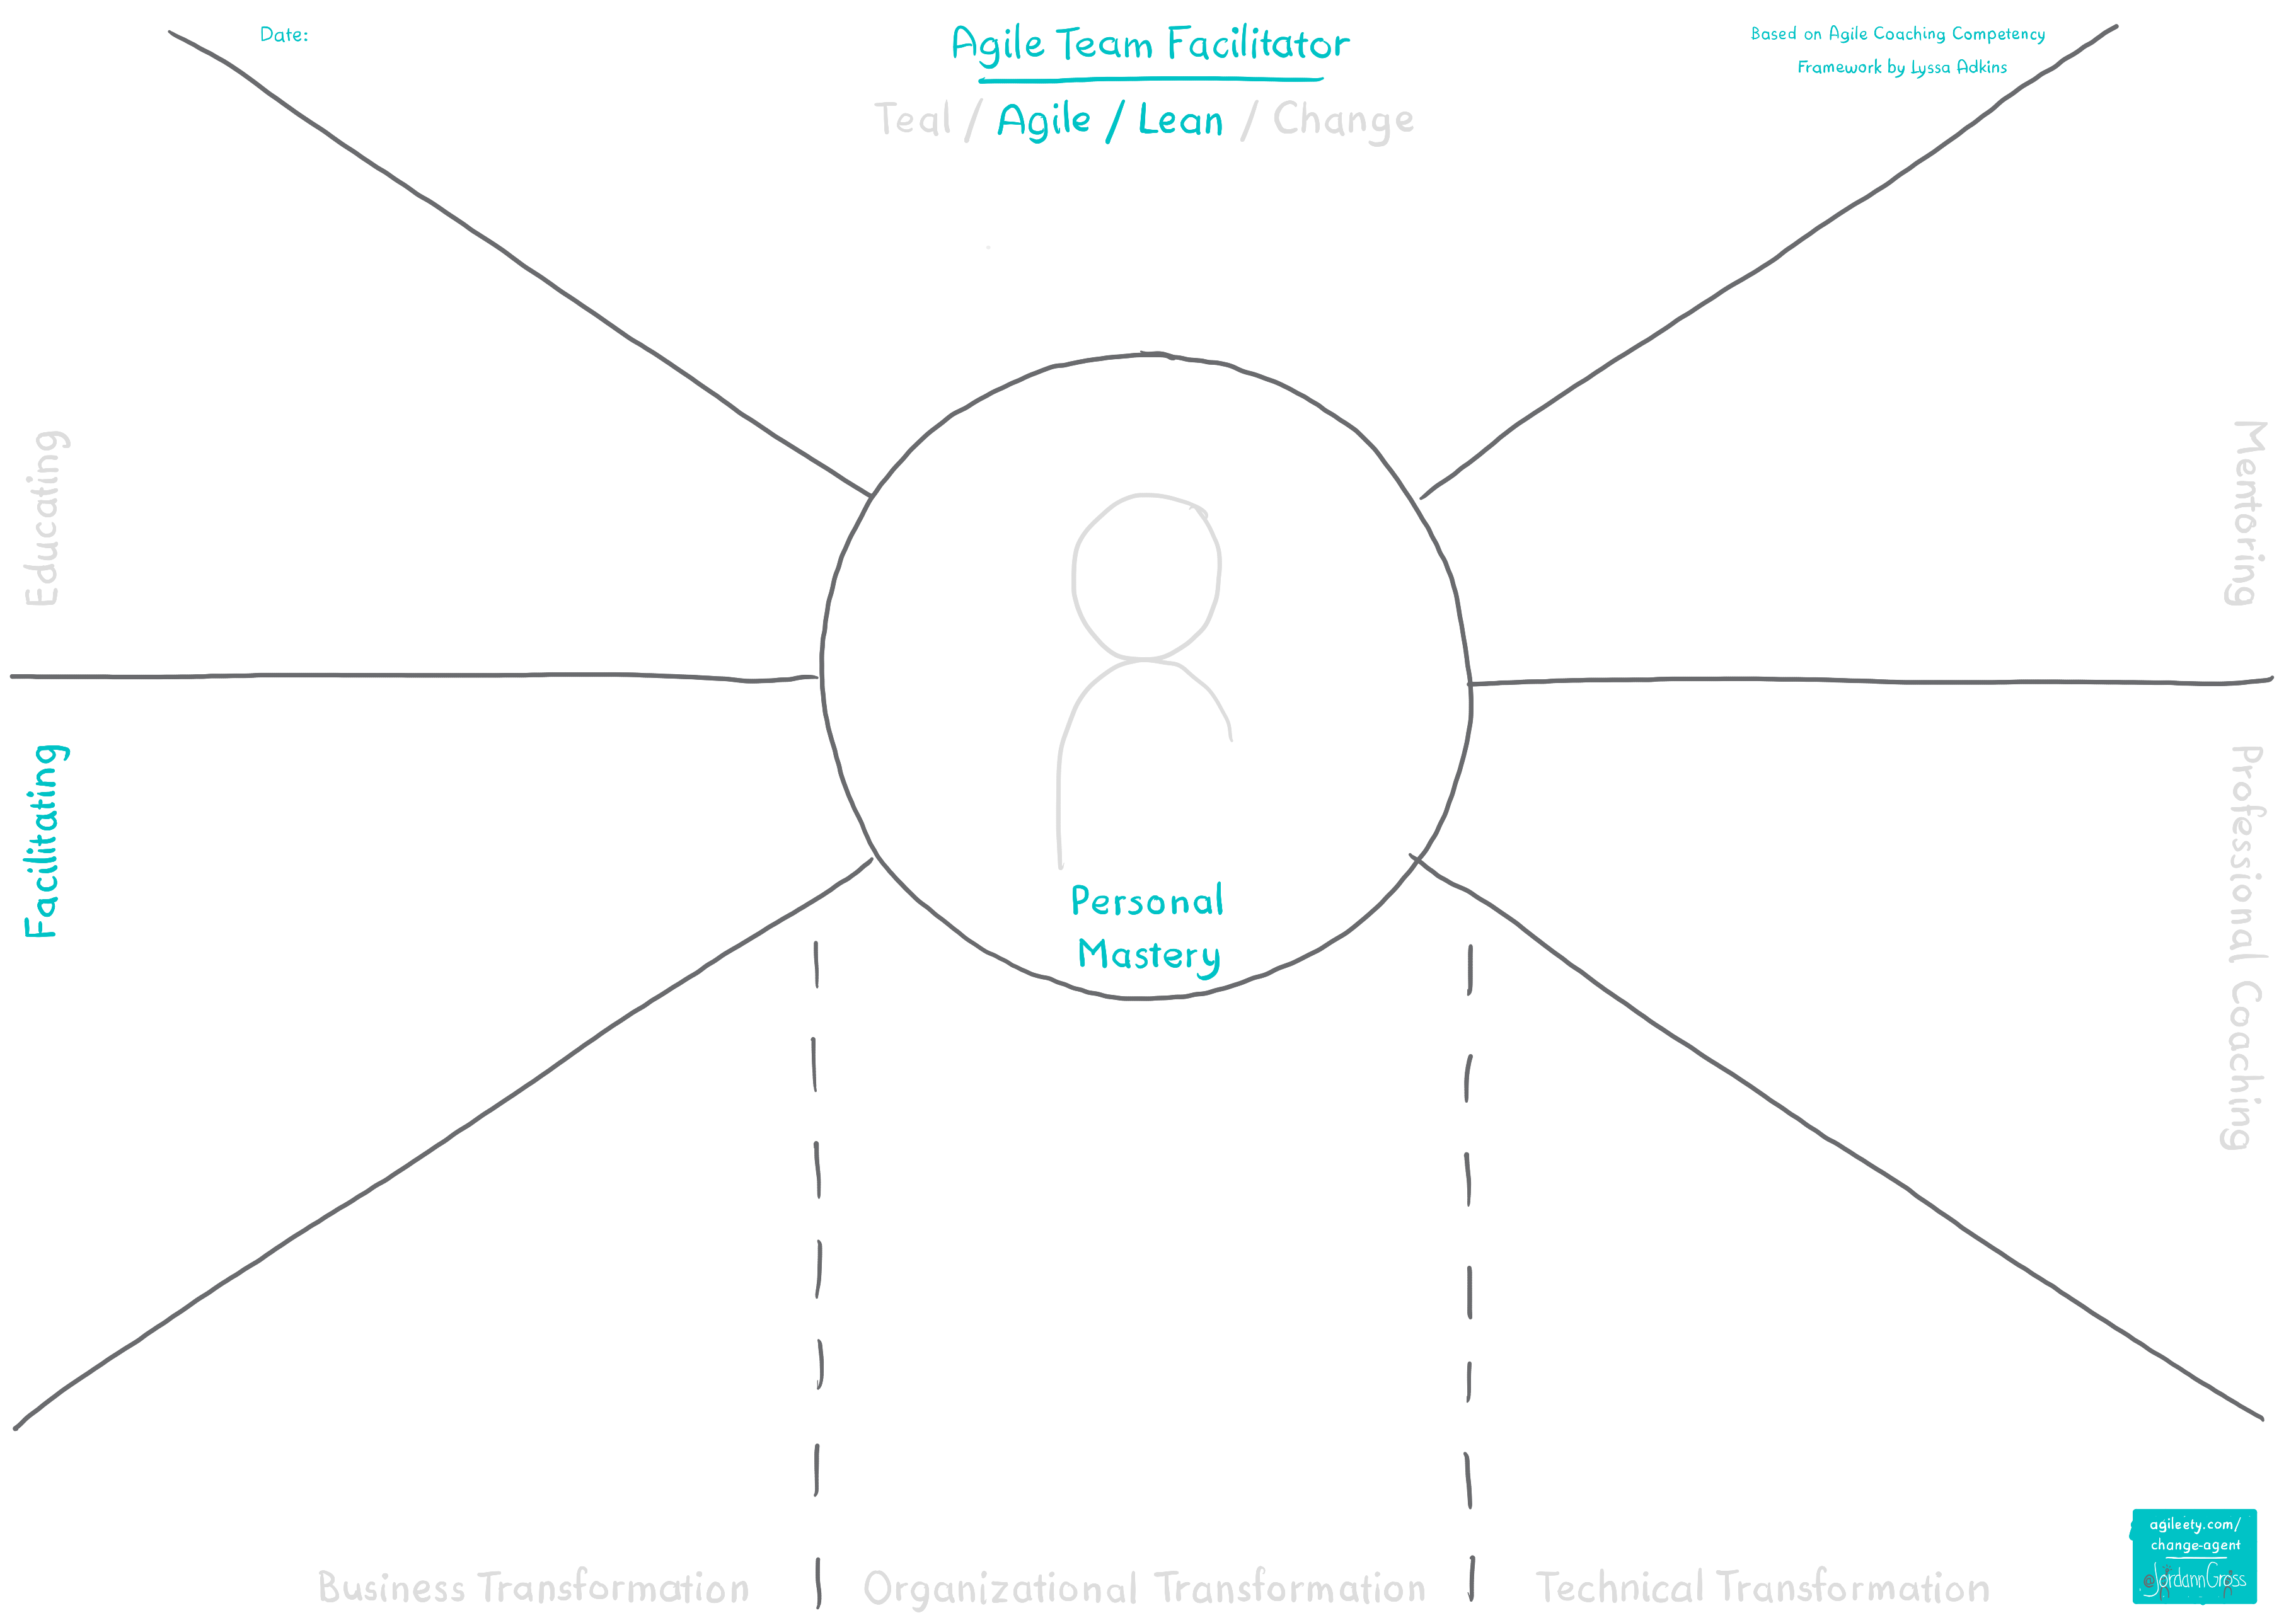 Date:
Agile Team Facilitator
Based on Agile Coaching Competency
Framework by Lyssa Adkins
Teal / Agile / Lean / Change
Educating
Mentoring
Facilitating
Professional Coaching
Personal
Mastery
Business Transformation
Organizational Transformation
Technical Transformation
agileety.com/
change-agent
@JordannGross